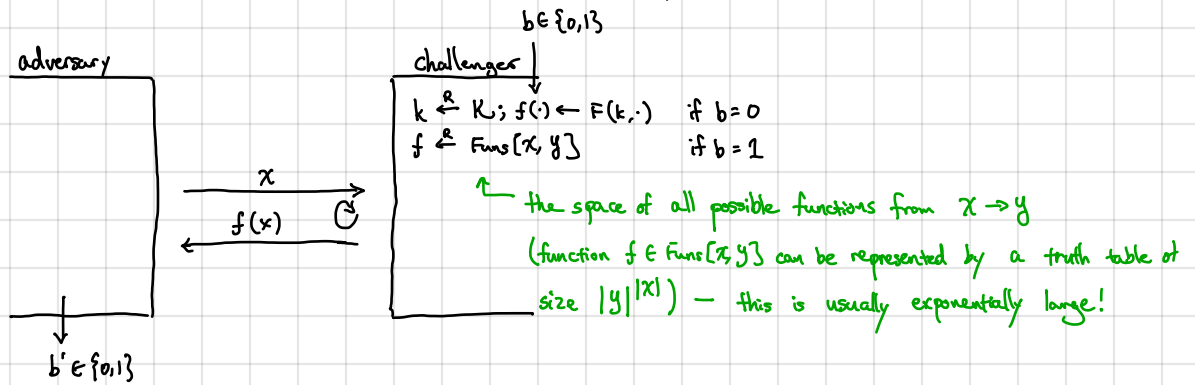 b ∈ {0,1}
adversary
challenger
k ←ᴿ K; f(·) ← F(k,·) if b = 0
f ←ᴿ Funs[X, Y] if b = 1
x
f(x)
the space of all possible functions from X → Y
(function f ∈ Funs[X, Y] can be represented by a truth table of
size |Y|^|X|) — this is usually exponentially large!
b' ∈ {0,1}